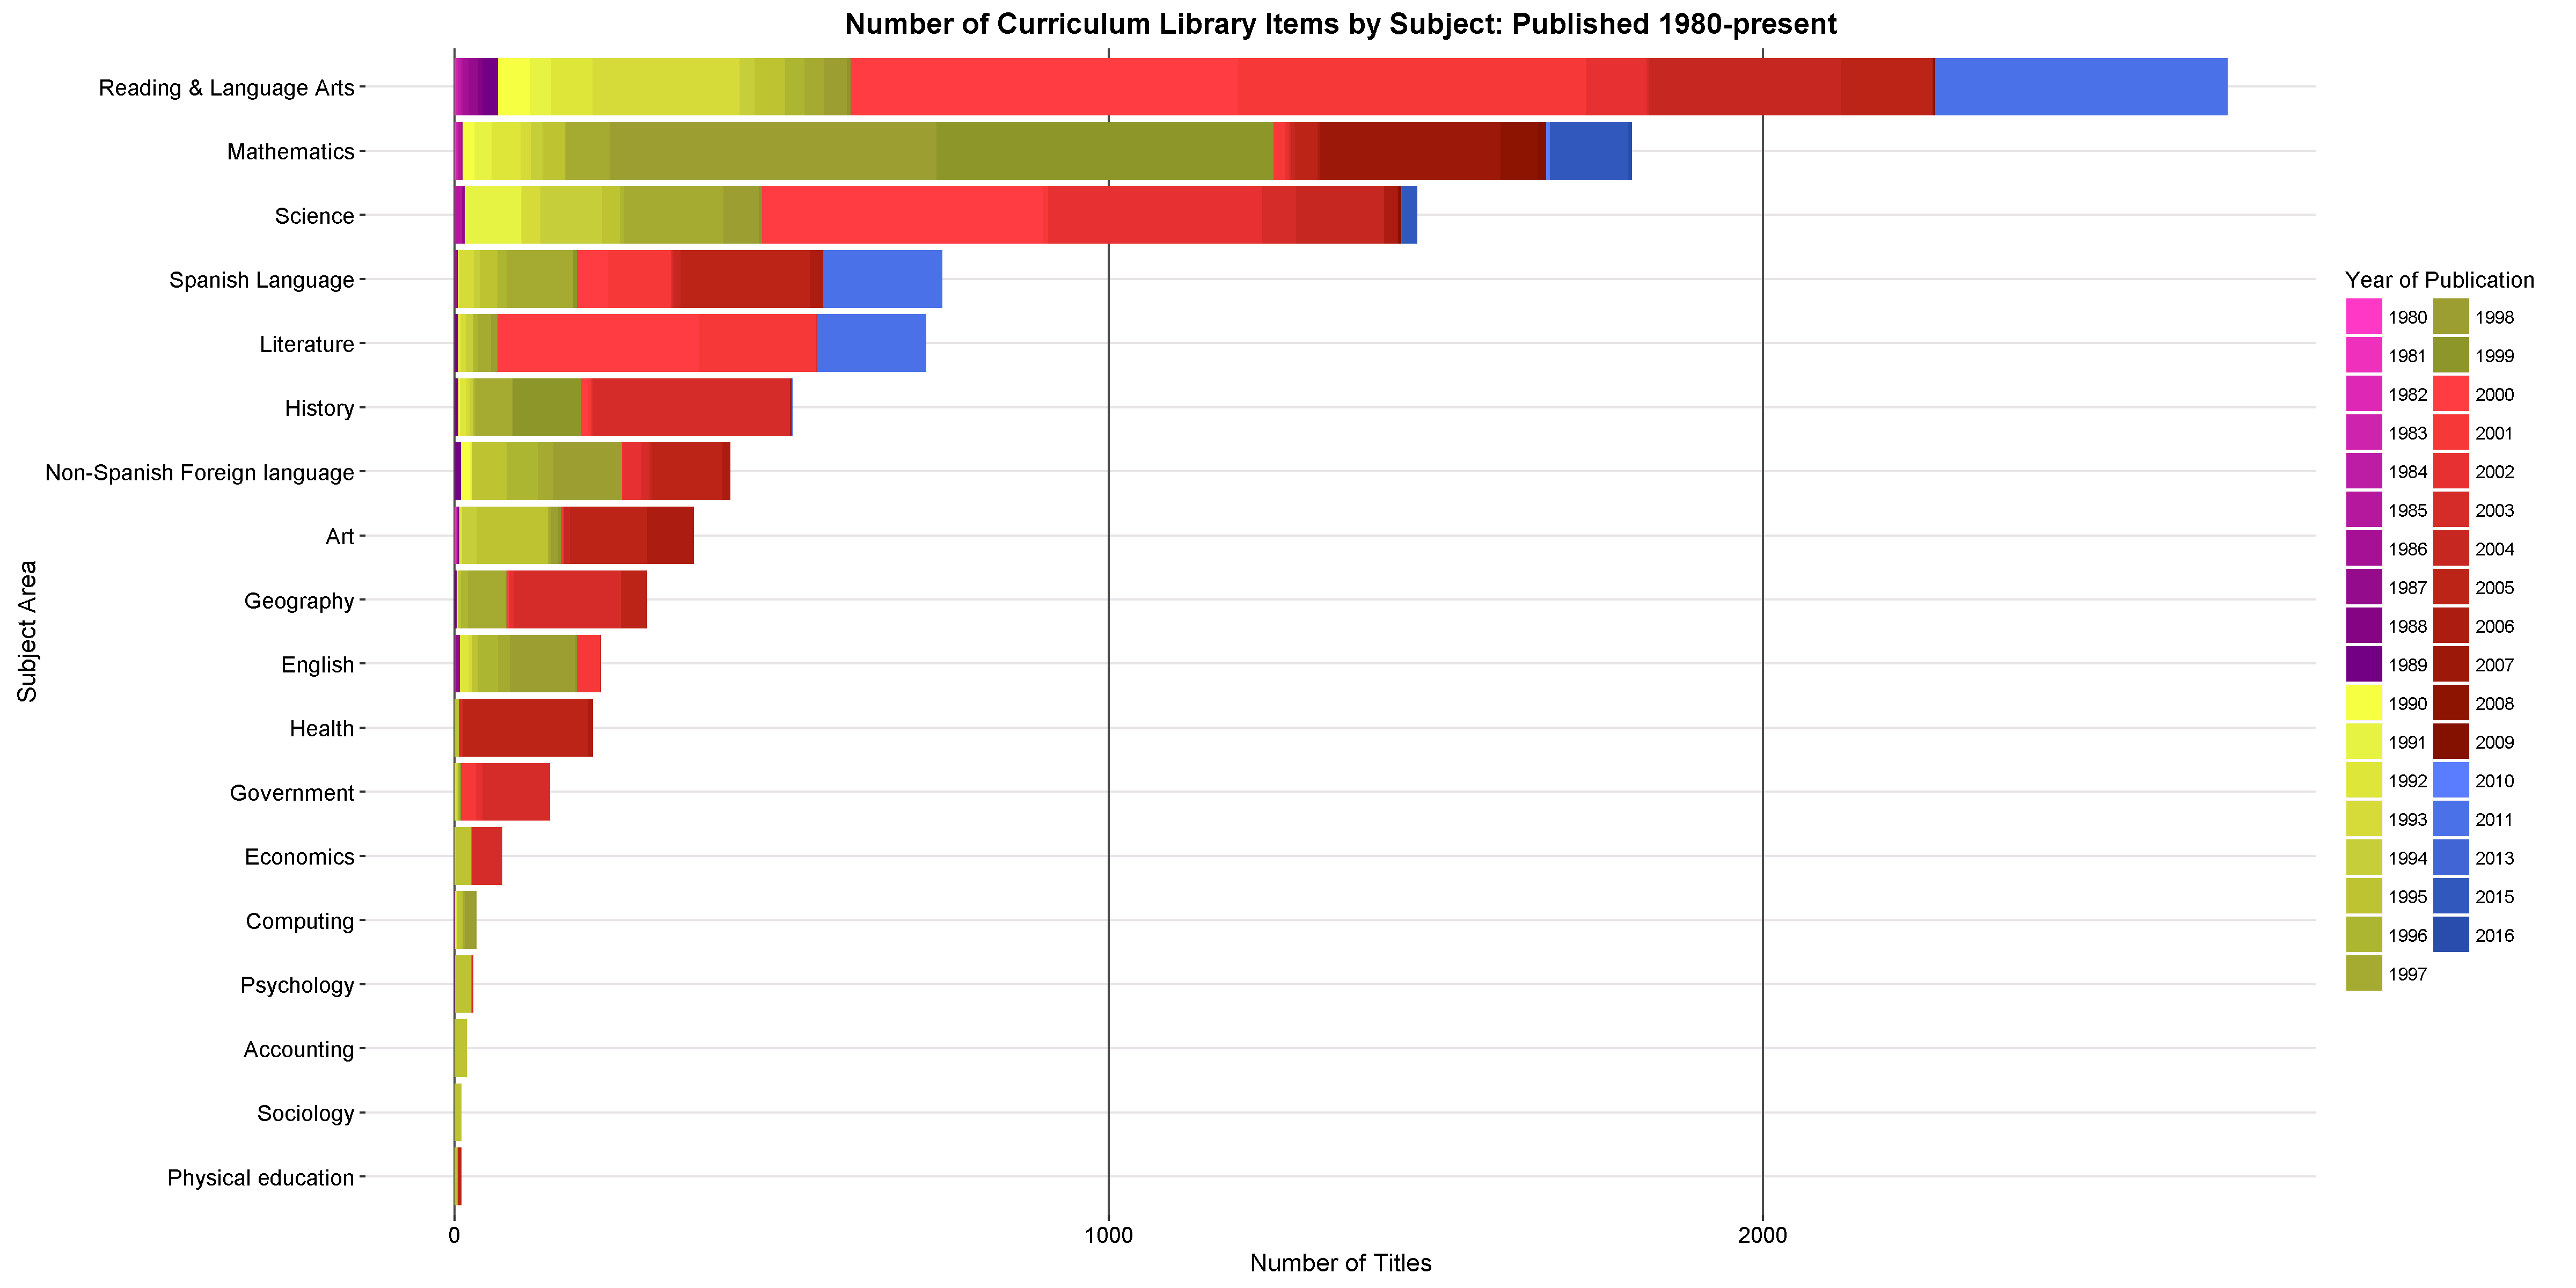 Number of Curriculum Library Items by Subject: Published 1980-present
Subject Area
Reading & Language Arts
Mathematics
Science
Spanish Language
Literature
History
Non-Spanish Foreign language
Art
Geography
English
Health
Government
Economics
Computing
Psychology
Accounting
Sociology
Physical education
0 1000 2000
Number of Titles
Year of Publication
1980 1998
1981 1999
1982 2000
1983 2001
1984 2002
1985 2003
1986 2004
1987 2005
1988 2006
1989 2007
1990 2008
1991 2009
1992 2010
1993 2011
1994 2013
1995 2015
1996 2016
1997